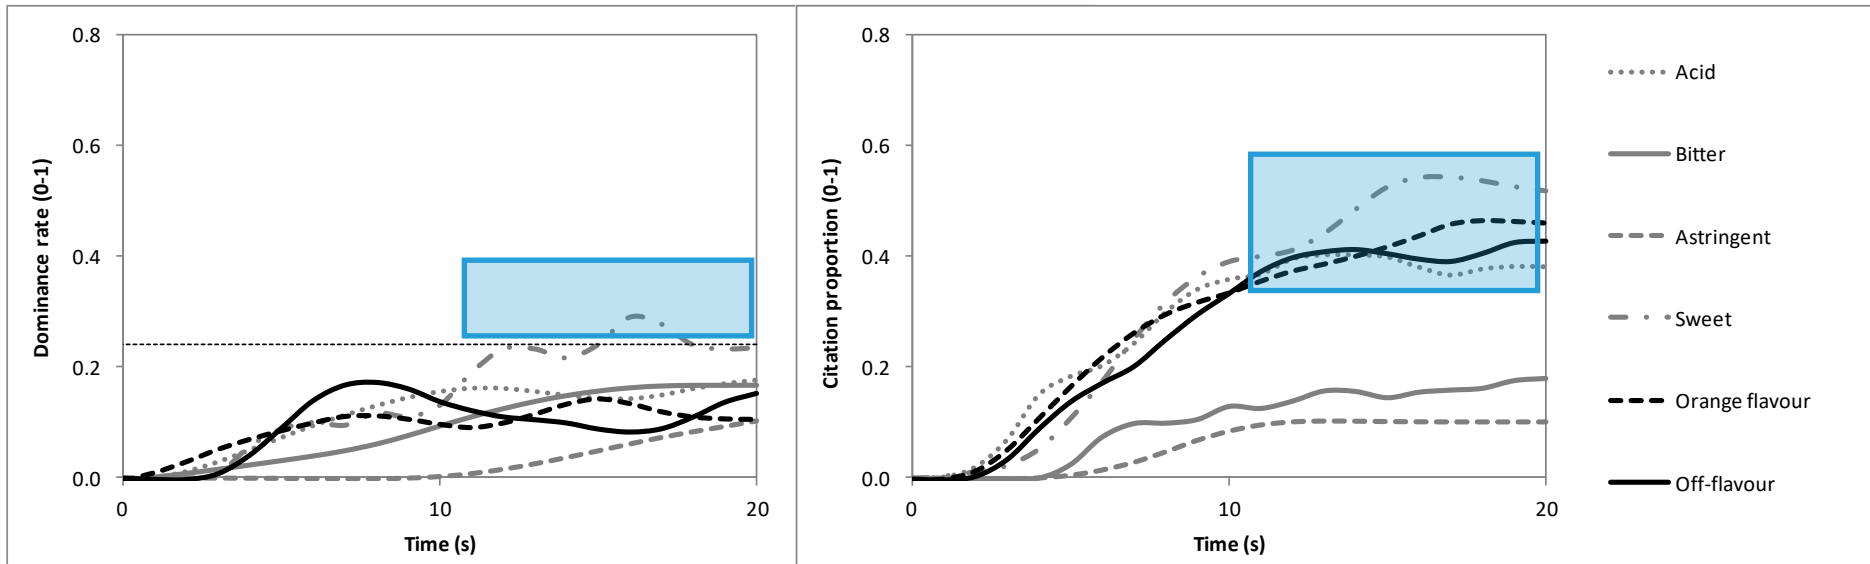 0.8
0.6
0.4
0.2
0.0
0
10
20
Dominance rate (0-1)
Time (s)
0.8
0.6
0.4
0.2
0.0
0
10
20
Citation proportion (0-1)
Time (s)
Acid
Bitter
Astringent
Sweet
Orange flavour
Off-flavour